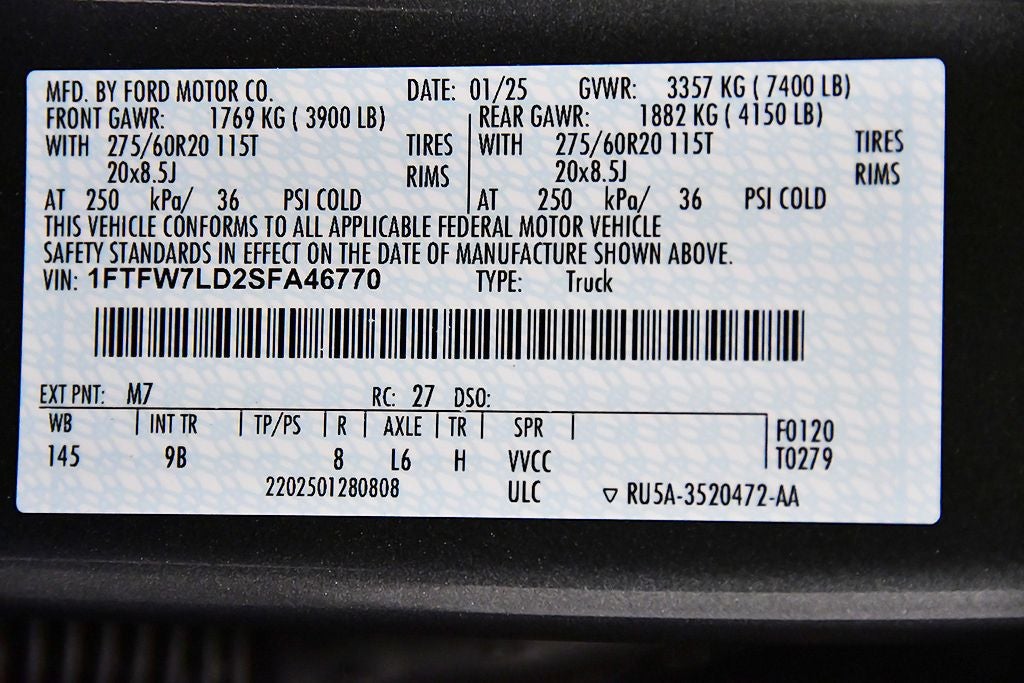 MFD. BY FORD MOTOR CO. DATE: 01/25 GVWR: 3357 KG ( 7400 LB)
FRONT GAWR: 1769 KG ( 3900 LB) REAR GAWR: 1882 KG ( 4150 LB)
WITH 275/60R20 115T TIRES WITH 275/60R20 115T TIRES
20x8.5J RIMS 20x8.5J RIMS
AT 250 kPa/ 36 PSI COLD AT 250 kPa/ 36 PSI COLD
THIS VEHICLE CONFORMS TO ALL APPLICABLE FEDERAL MOTOR VEHICLE
SAFETY STANDARDS IN EFFECT ON THE DATE OF MANUFACTURE SHOWN ABOVE.
VIN: 1FTFW7LD2SFA46770 TYPE: Truck
EXT PNT: M7 RC: 27 DSO:
WB INT TR TP/PS R AXLE TR SPR F0120
145 9B 8 L6 H VVCC T0279
2202501280808 ULC ▽ RU5A-3520472-AA